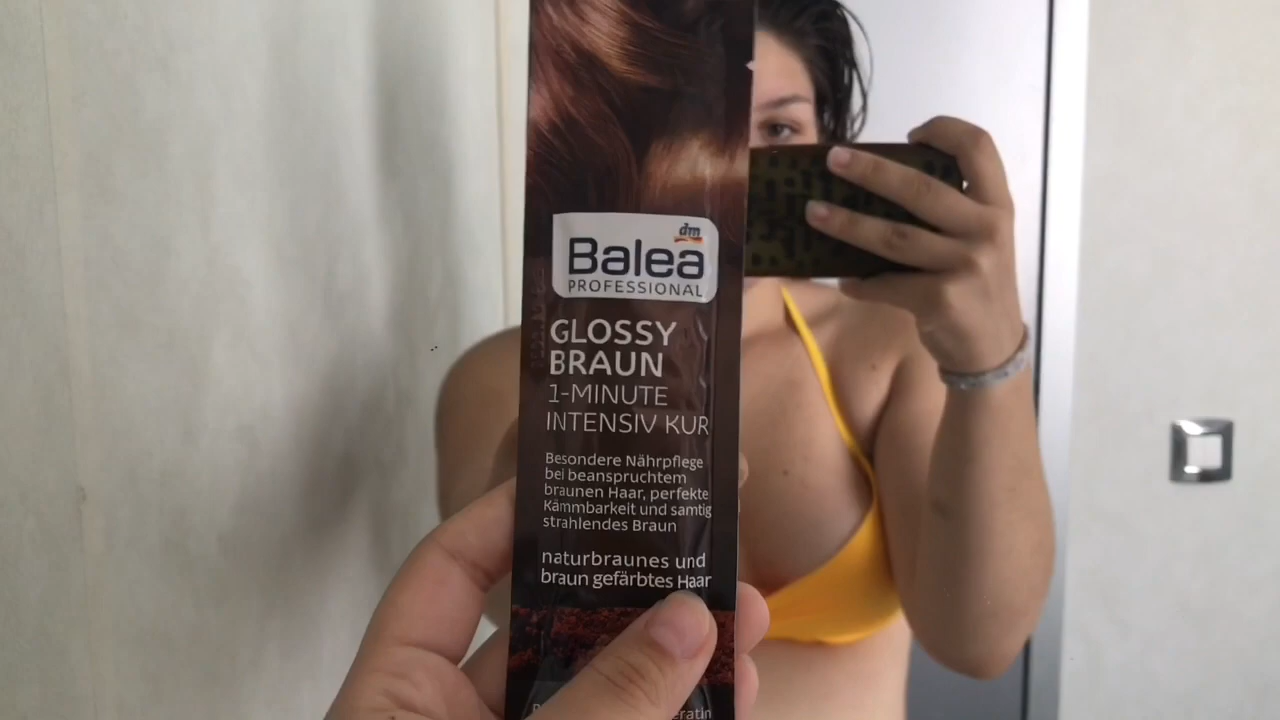 dm
Balea
PROFESSIONAL
GLOSSY
BRAUN
1-MINUTE
INTENSIV KUR
Besondere Nährpflege
bei beanspruchtem
braunen Haar, perfekte
Kämmbarkeit und samtig
strahlendes Braun
naturbraunes und
braun gefärbtes Haar